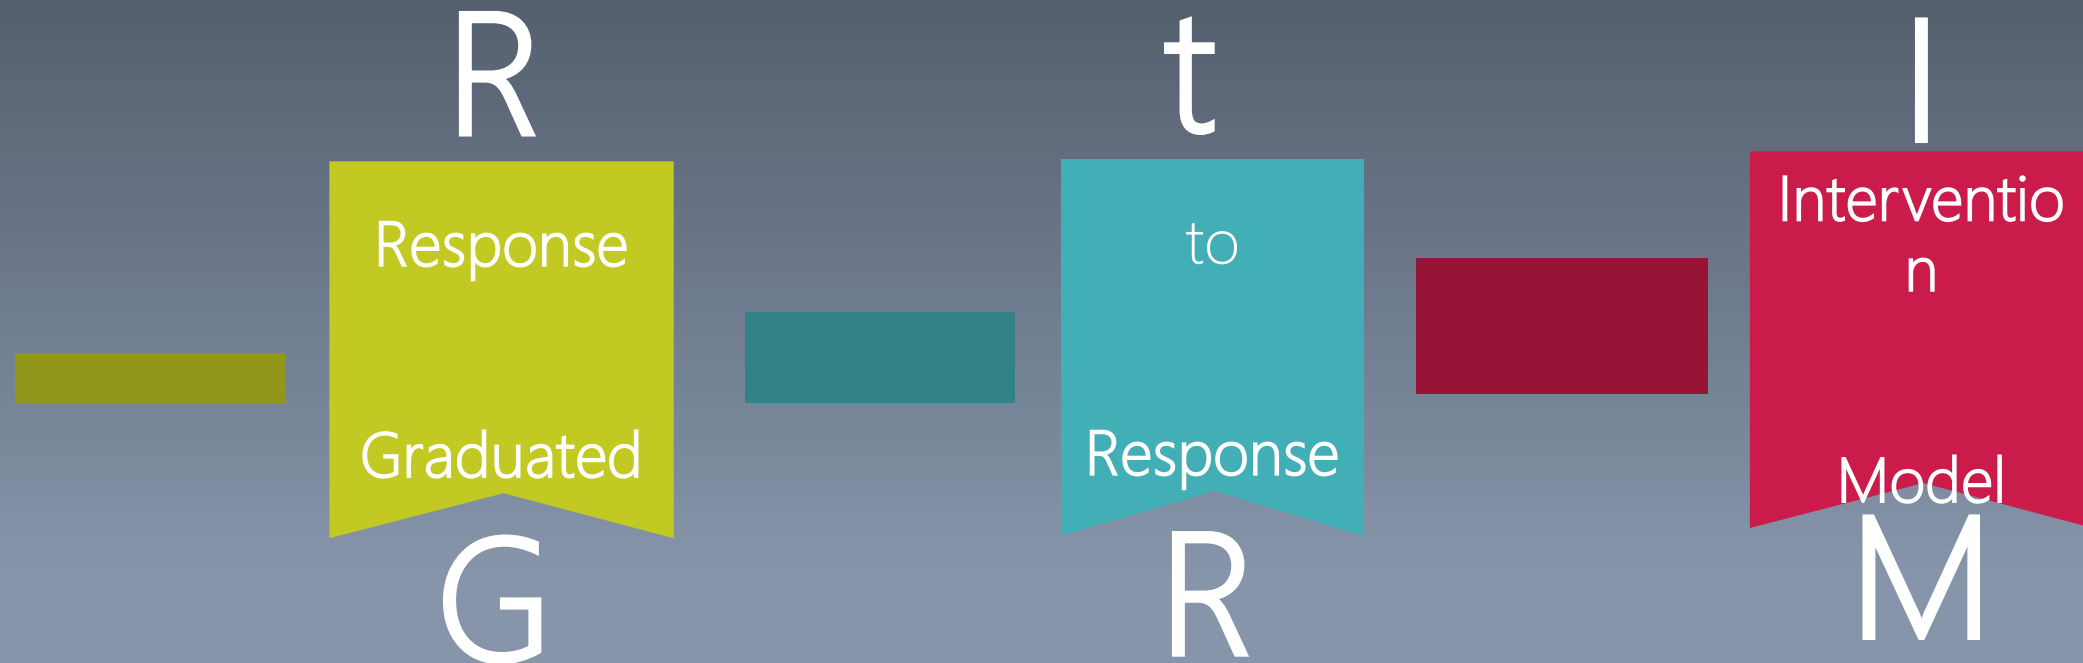 R t I
Response to Interventio
n
Graduated Response Model
G R M